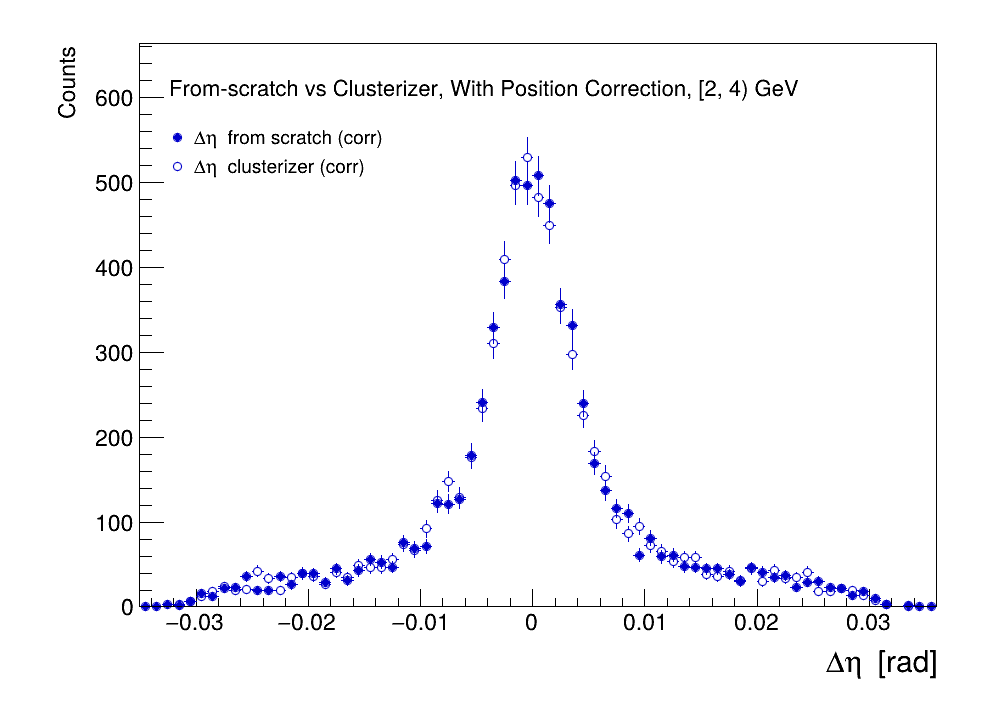 Counts
From-scratch vs Clusterizer, With Position Correction, [2, 4) GeV
Δη from scratch (corr)
Δη clusterizer (corr)
600
500
400
300
200
100
0
−0.03 −0.02 −0.01 0 0.01 0.02 0.03
Δη [rad]